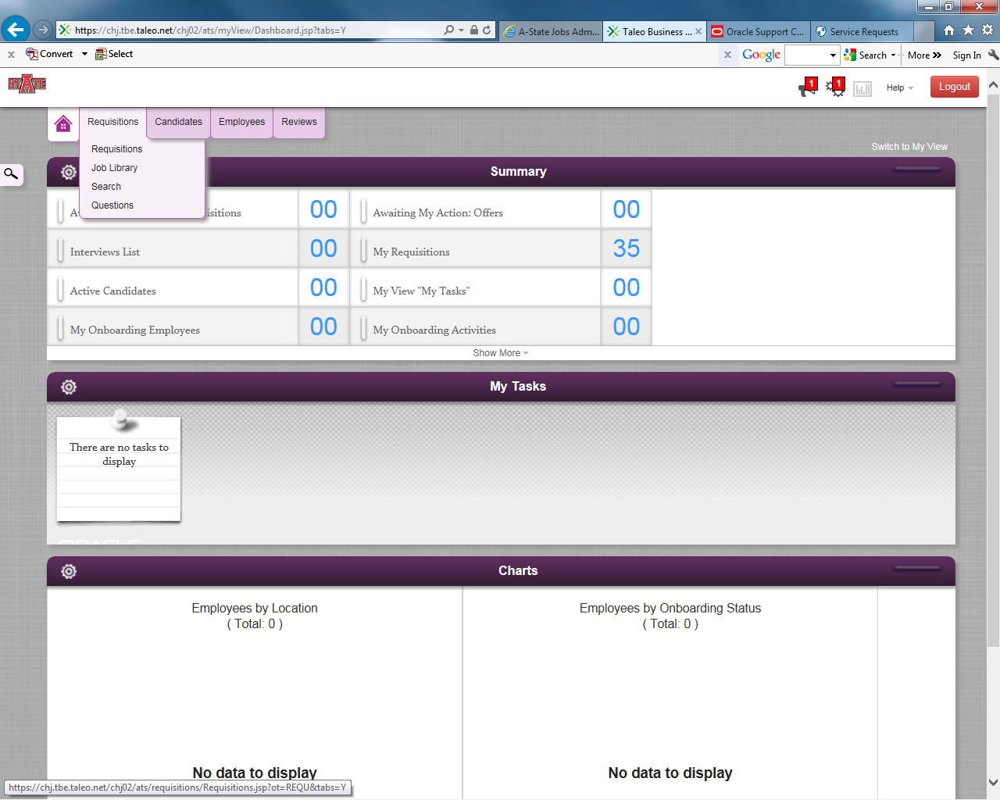 https://chj.tbe.taleo.net/chj02/ats/myView/Dashboard.jsp?tabs=Y
A-State Jobs Adm...
Taleo Business ...
Oracle Support C...
Service Requests
x Convert Select
x Google Search More » Sign In
STATE
1 1 Help Logout
Requisitions Candidates Employees Reviews
Switch to My View
Requisitions
Job Library
Search
Questions
Summary
00 Awaiting My Action: Offers 00
Interviews List 00 My Requisitions 35
Active Candidates 00 My View "My Tasks" 00
My Onboarding Employees 00 My Onboarding Activities 00
Show More
My Tasks
There are no tasks to
display
ORACLE
Charts
Employees by Location
( Total: 0 )
No data to display
Employees by Onboarding Status
( Total: 0 )
No data to display
https://chj.tbe.taleo.net/chj02/ats/requisitions/Requisitions.jsp?ot=REQU&tabs=Y